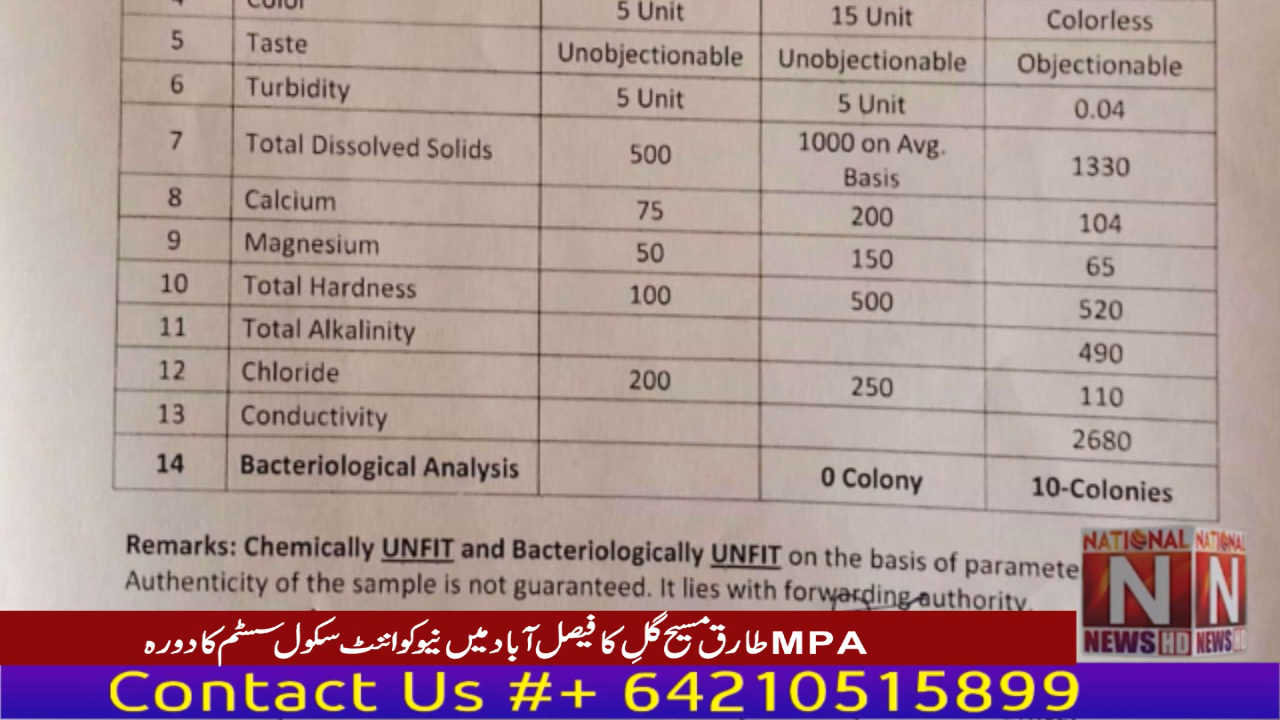 4 Color 5 Unit 15 Unit Colorless
5 Taste Unobjectionable Unobjectionable Objectionable
6 Turbidity 5 Unit 5 Unit 0.04
7 Total Dissolved Solids 500 1000 on Avg. Basis 1330
8 Calcium 75 200 104
9 Magnesium 50 150 65
10 Total Hardness 100 500 520
11 Total Alkalinity 490
12 Chloride 200 250 110
13 Conductivity 2680
14 Bacteriological Analysis 0 Colony 10-Colonies
Remarks: Chemically UNFIT and Bacteriologically UNFIT on the basis of paramete
Authenticity of the sample is not guaranteed. It lies with forwarding authority.
NATIONAL NATIONAL
N N
NEWS HD NEWS HD
MPA طارق مسیح گِل کا فیصل آباد میں نیو کوائنٹ سکول سسٹم کا دورہ
Contact Us #+ 64210515899